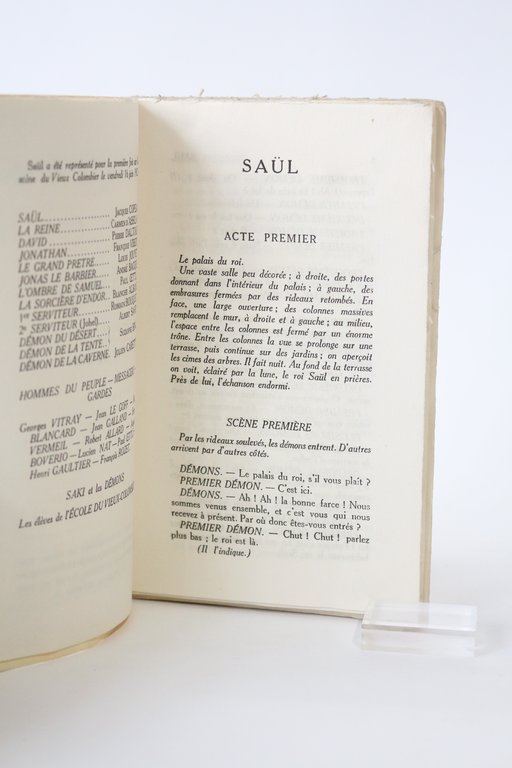 Saül a été représenté pour la première fois
scène du Vieux Colombier le vendredi 16 juin
SAÜL
LA REINE
DAVID
JONATHAN
LE GRAND PRÊTRE
JONAS LE BARBIER
L'OMBRE DE SAMUEL
LA SORCIÈRE D'ENDOR
1er SERVITEUR
2e SERVITEUR (Johel)
DÉMON DU DÉSERT
DÉMON DE LA TENTE
DÉMON DE LA CAVERNE
HOMMES DU PEUPLE — MESSAGERS
GARDES
Georges VITRAY — Jean LE GOFF
BLANCARD — Jean GALLAND
VERMEIL — Robert ALLARD
BOVERIO — Lucien NAT — Paul
Henri GAULTIER — François
SAKI et les DÉMONS
Les élèves de l'ÉCOLE DU VIEUX
SAÜL
ACTE PREMIER
Le palais du roi.
Une vaste salle peu décorée ; à droite, des portes
donnant dans l'intérieur du palais ; à gauche, des
embrasures fermées par des rideaux retombés. En
face, une large ouverture ; des colonnes massives
remplacent le mur, à droite et à gauche ; au milieu,
l'espace entre les colonnes est fermé par un énorme
trône. Entre les colonnes la vue se prolonge sur une
terrasse, puis continue sur des jardins ; on aperçoit
les cimes des arbres. Il fait nuit. Au fond de la terrasse
on voit, éclairé par la lune, le roi Saül en prières.
Près de lui, l'échanson endormi.
SCÈNE PREMIÈRE
Par les rideaux soulevés, les démons entrent. D'autres
arrivent par d'autres côtés.
DÉMONS. — Le palais du roi, s'il vous plaît ?
PREMIER DÉMON. — C'est ici.
DÉMONS. — Ah ! Ah ! la bonne farce ! Nous
sommes venus ensemble, et c'est vous qui nous
recevez à présent. Par où donc êtes-vous entrés ?
PREMIER DÉMON. — Chut ! Chut ! parlez
plus bas ; le roi est là.
(Il l'indique.)